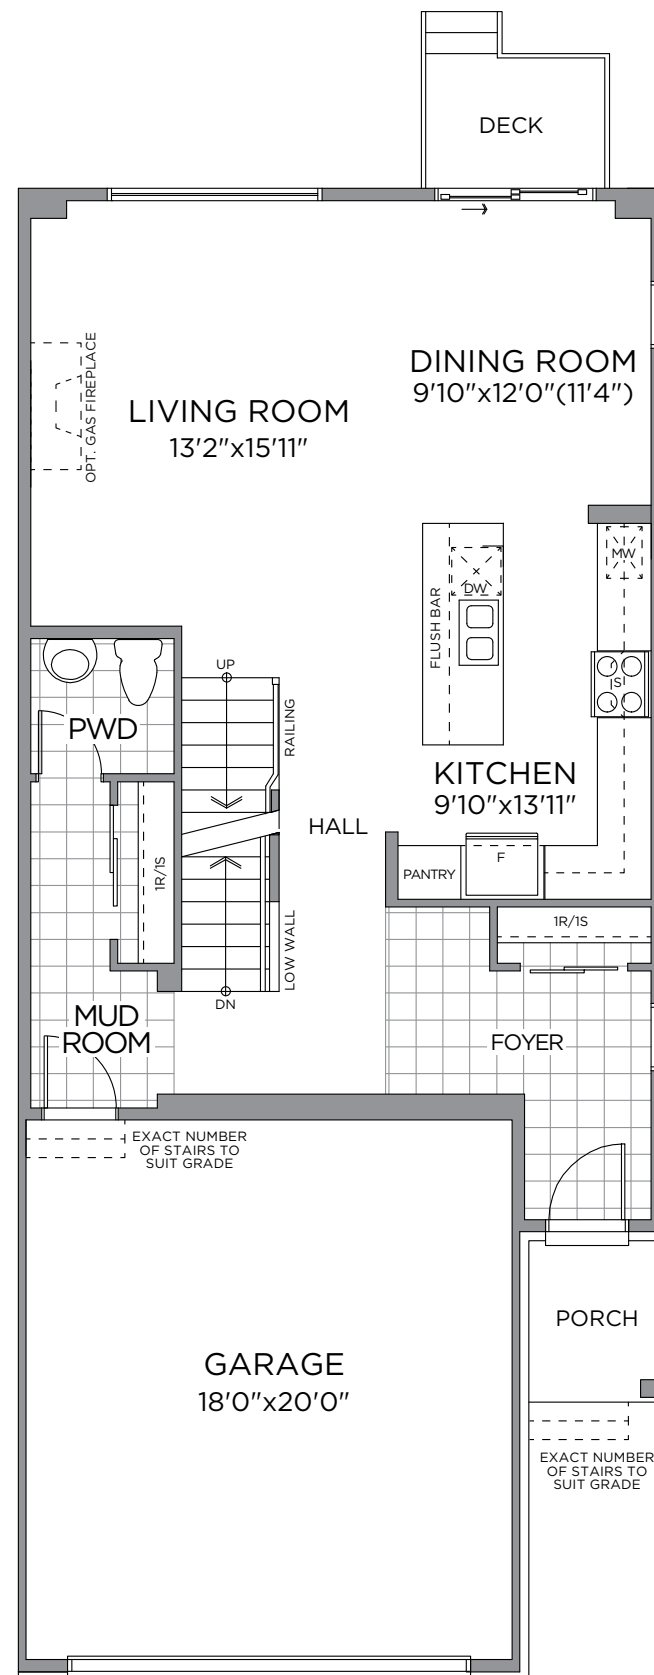 DECK
DINING ROOM
9'10"x12'0"(11'4")
OPT. GAS FIREPLACE
LIVING ROOM
13'2"x15'11"
MW
DW
FLUSH BAR
S
UP
RAILING
PWD
KITCHEN
9'10"x13'11"
HALL
F
PANTRY
1R/1S
1R/1S
LOW WALL
DN
MUD
ROOM
FOYER
EXACT NUMBER
OF STAIRS TO
SUIT GRADE
PORCH
GARAGE
18'0"x20'0"
EXACT NUMBER
OF STAIRS TO
SUIT GRADE